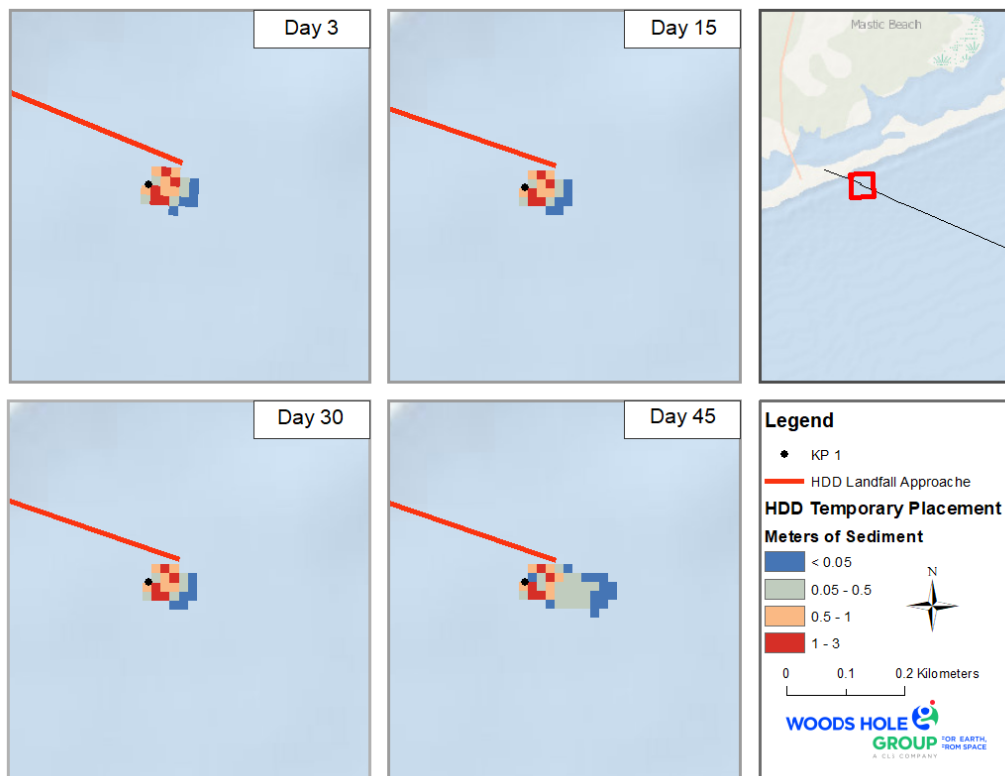 Day 3
Day 15
Mastic Beach
Day 30
Day 45
Legend
KP 1
HDD Landfall Approache
HDD Temporary Placement
Meters of Sediment
< 0.05
0.05 - 0.5
0.5 - 1
1 - 3
N
0 0.1 0.2 Kilometers
WOODS HOLE
GROUP FOR EARTH,
FROM SPACE
A CLS COMPANY